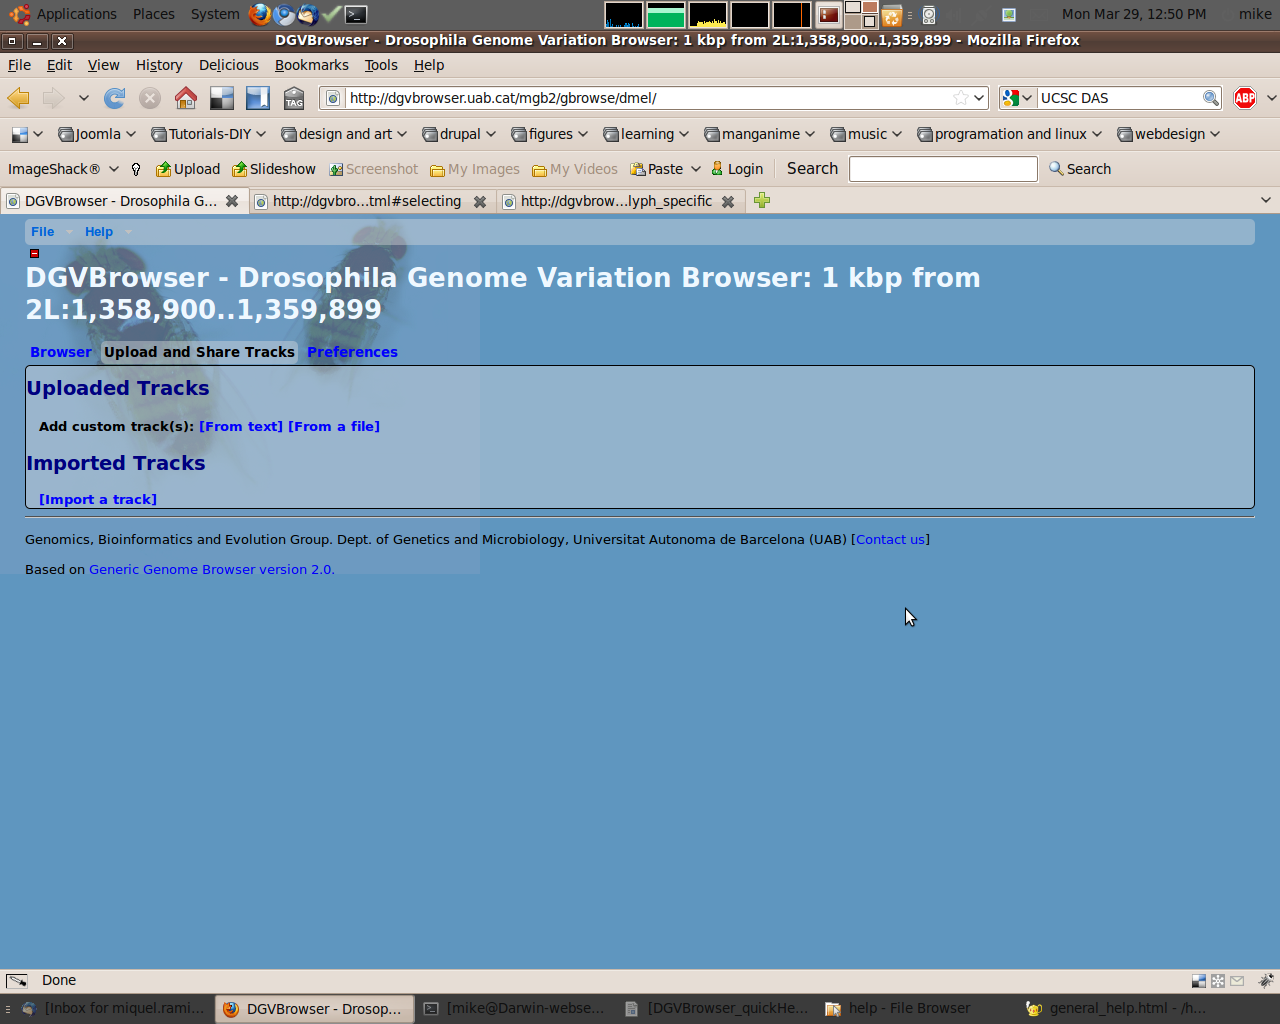 Applications Places System Mon Mar 29, 12:50 PM mike
DGVBrowser - Drosophila Genome Variation Browser: 1 kbp from 2L:1,358,900..1,359,899 - Mozilla Firefox
File Edit View History Delicious Bookmarks Tools Help
TAG http://dgvbrowser.uab.cat/mgb2/gbrowse/dmel/ UCSC DAS ABP
Joomla Tutorials-DIY design and art drupal figures learning manganime music programation and linux webdesign
ImageShack® Upload Slideshow Screenshot My Images My Videos Paste Login Search Search
DGVBrowser - Drosophila G... http://dgvbro...tml#selecting http://dgvbrow...lyph_specific
File Help
DGVBrowser - Drosophila Genome Variation Browser: 1 kbp from
2L:1,358,900..1,359,899
Browser Upload and Share Tracks Preferences
Uploaded Tracks
Add custom track(s): [From text] [From a file]
Imported Tracks
[Import a track]
Genomics, Bioinformatics and Evolution Group. Dept. of Genetics and Microbiology, Universitat Autonoma de Barcelona (UAB) [Contact us]
Based on Generic Genome Browser version 2.0.
Done
[Inbox for miquel.rami... DGVBrowser - Drosop... [mike@Darwin-webse... [DGVBrowser_quickHe... help - File Browser general_help.html - /h...